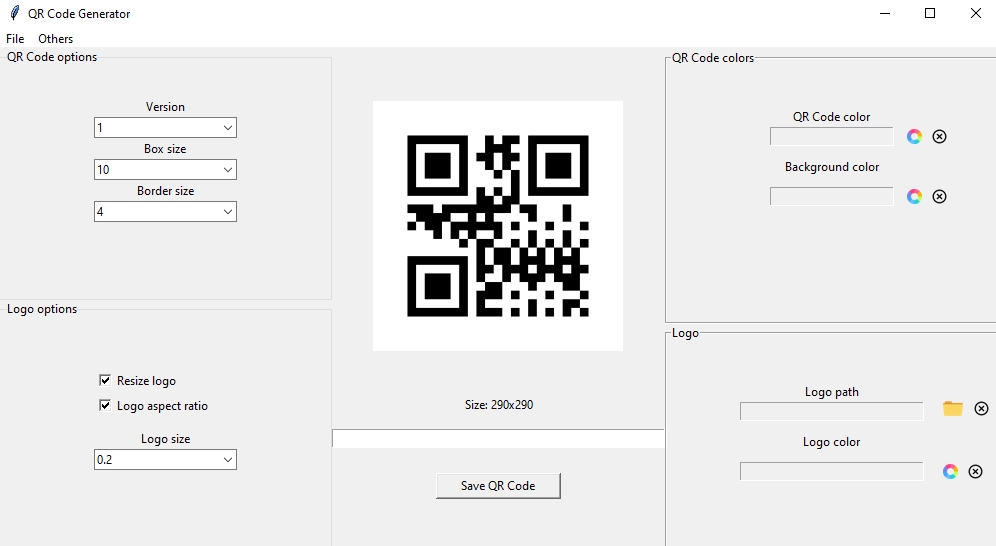 QR Code Generator
File Others
QR Code options
Version
1
Box size
10
Border size
4
Logo options
Resize logo
Logo aspect ratio
Logo size
0.2
Size: 290x290
Save QR Code
QR Code colors
QR Code color
Background color
Logo
Logo path
Logo color